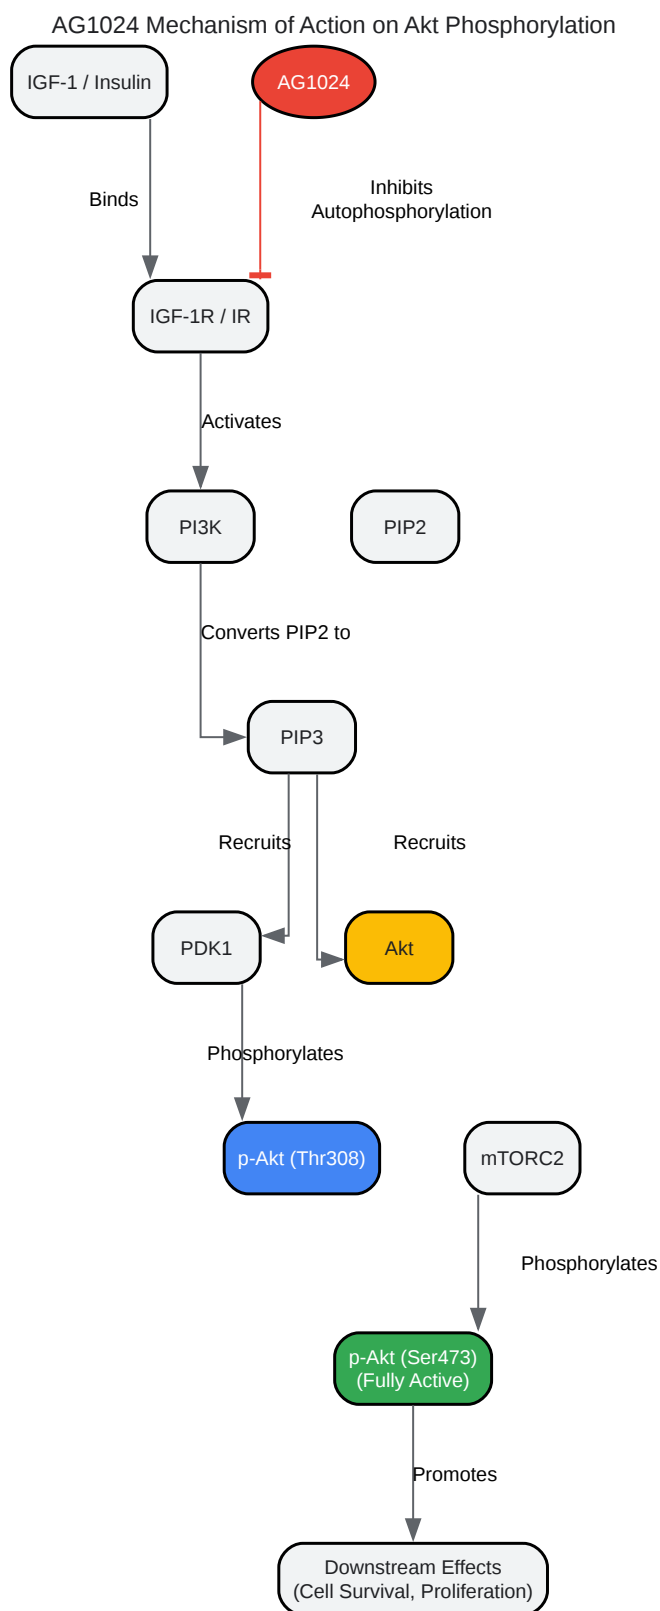 AG1024 Mechanism of Action on Akt Phosphorylation
IGF-1 / Insulin
AG1024
Binds
Inhibits
Autophosphorylation
IGF-1R / IR
Activates
PI3K
PIP2
Converts PIP2 to
PIP3
Recruits
Recruits
PDK1
Akt
Phosphorylates
p-Akt (Thr308)
mTORC2
Phosphorylates
p-Akt (Ser473)
(Fully Active)
Promotes
Downstream Effects
(Cell Survival, Proliferation)